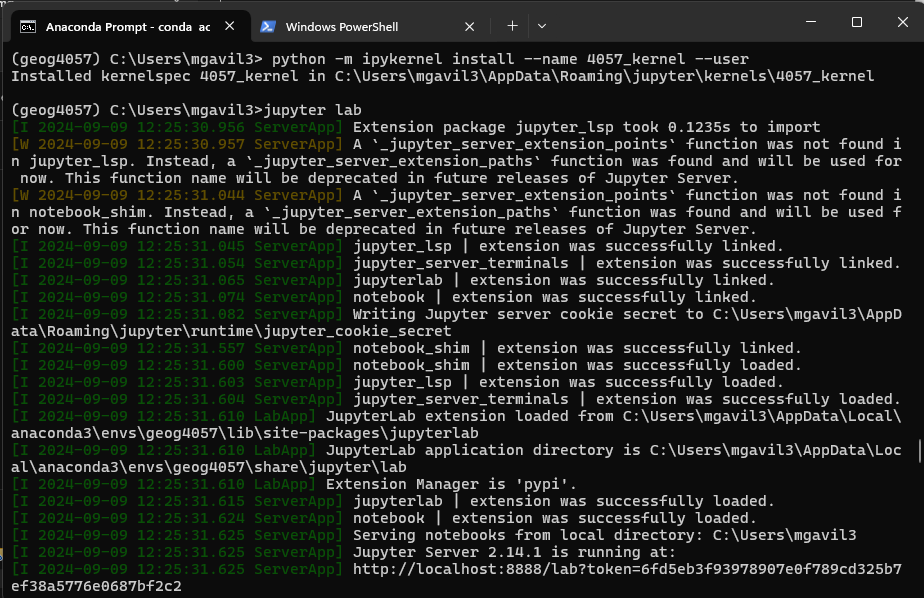 Anaconda Prompt - conda ac
Windows PowerShell
(geog4057) C:\Users\mgavil3> python -m ipykernel install --name 4057_kernel --user
Installed kernelspec 4057_kernel in C:\Users\mgavil3\AppData\Roaming\jupyter\kernels\4057_kernel
(geog4057) C:\Users\mgavil3>jupyter lab
[I 2024-09-09 12:25:30.956 ServerApp] Extension package jupyter_lsp took 0.1235s to import
[W 2024-09-09 12:25:30.957 ServerApp] A `_jupyter_server_extension_points` function was not found i
n jupyter_lsp. Instead, a `_jupyter_server_extension_paths` function was found and will be used for
 now. This function name will be deprecated in future releases of Jupyter Server.
[W 2024-09-09 12:25:31.044 ServerApp] A `_jupyter_server_extension_points` function was not found i
n notebook_shim. Instead, a `_jupyter_server_extension_paths` function was found and will be used f
or now. This function name will be deprecated in future releases of Jupyter Server.
[I 2024-09-09 12:25:31.045 ServerApp] jupyter_lsp | extension was successfully linked.
[I 2024-09-09 12:25:31.054 ServerApp] jupyter_server_terminals | extension was successfully linked.
[I 2024-09-09 12:25:31.065 ServerApp] jupyterlab | extension was successfully linked.
[I 2024-09-09 12:25:31.074 ServerApp] notebook | extension was successfully linked.
[I 2024-09-09 12:25:31.082 ServerApp] Writing Jupyter server cookie secret to C:\Users\mgavil3\AppD
ata\Roaming\jupyter\runtime\jupyter_cookie_secret
[I 2024-09-09 12:25:31.557 ServerApp] notebook_shim | extension was successfully linked.
[I 2024-09-09 12:25:31.600 ServerApp] notebook_shim | extension was successfully loaded.
[I 2024-09-09 12:25:31.603 ServerApp] jupyter_lsp | extension was successfully loaded.
[I 2024-09-09 12:25:31.604 ServerApp] jupyter_server_terminals | extension was successfully loaded.
[I 2024-09-09 12:25:31.610 LabApp] JupyterLab extension loaded from C:\Users\mgavil3\AppData\Local\
anaconda3\envs\geog4057\lib\site-packages\jupyterlab
[I 2024-09-09 12:25:31.610 LabApp] JupyterLab application directory is C:\Users\mgavil3\AppData\Loc
al\anaconda3\envs\geog4057\share\jupyter\lab
[I 2024-09-09 12:25:31.610 LabApp] Extension Manager is 'pypi'.
[I 2024-09-09 12:25:31.615 ServerApp] jupyterlab | extension was successfully loaded.
[I 2024-09-09 12:25:31.624 ServerApp] notebook | extension was successfully loaded.
[I 2024-09-09 12:25:31.625 ServerApp] Serving notebooks from local directory: C:\Users\mgavil3
[I 2024-09-09 12:25:31.625 ServerApp] Jupyter Server 2.14.1 is running at:
[I 2024-09-09 12:25:31.625 ServerApp] http://localhost:8888/lab?token=6fd5eb3f93978907e0f789cd325b7
ef38a5776e0687bf2c2